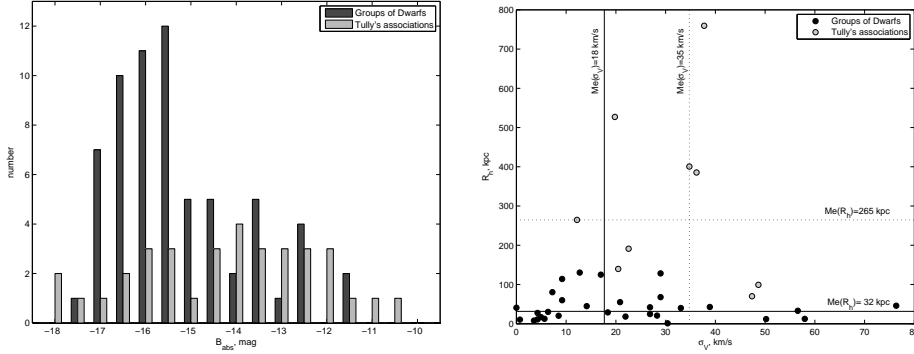 Groups of Dwarfs
Tully's associations
12
10
8
6
4
2
0
number
−18
−17
−16
−15
−14
−13
−12
−11
−10
B_abs, mag
Groups of Dwarfs
Tully's associations
Me(σ_V)=18 km/s
Me(σ_V)=35 km/s
Me(R_h)=265 kpc
Me(R_h)= 32 kpc
800
700
600
500
400
300
200
100
0
R_h, kpc
0
10
20
30
40
50
60
70
80
σ_V, km/s